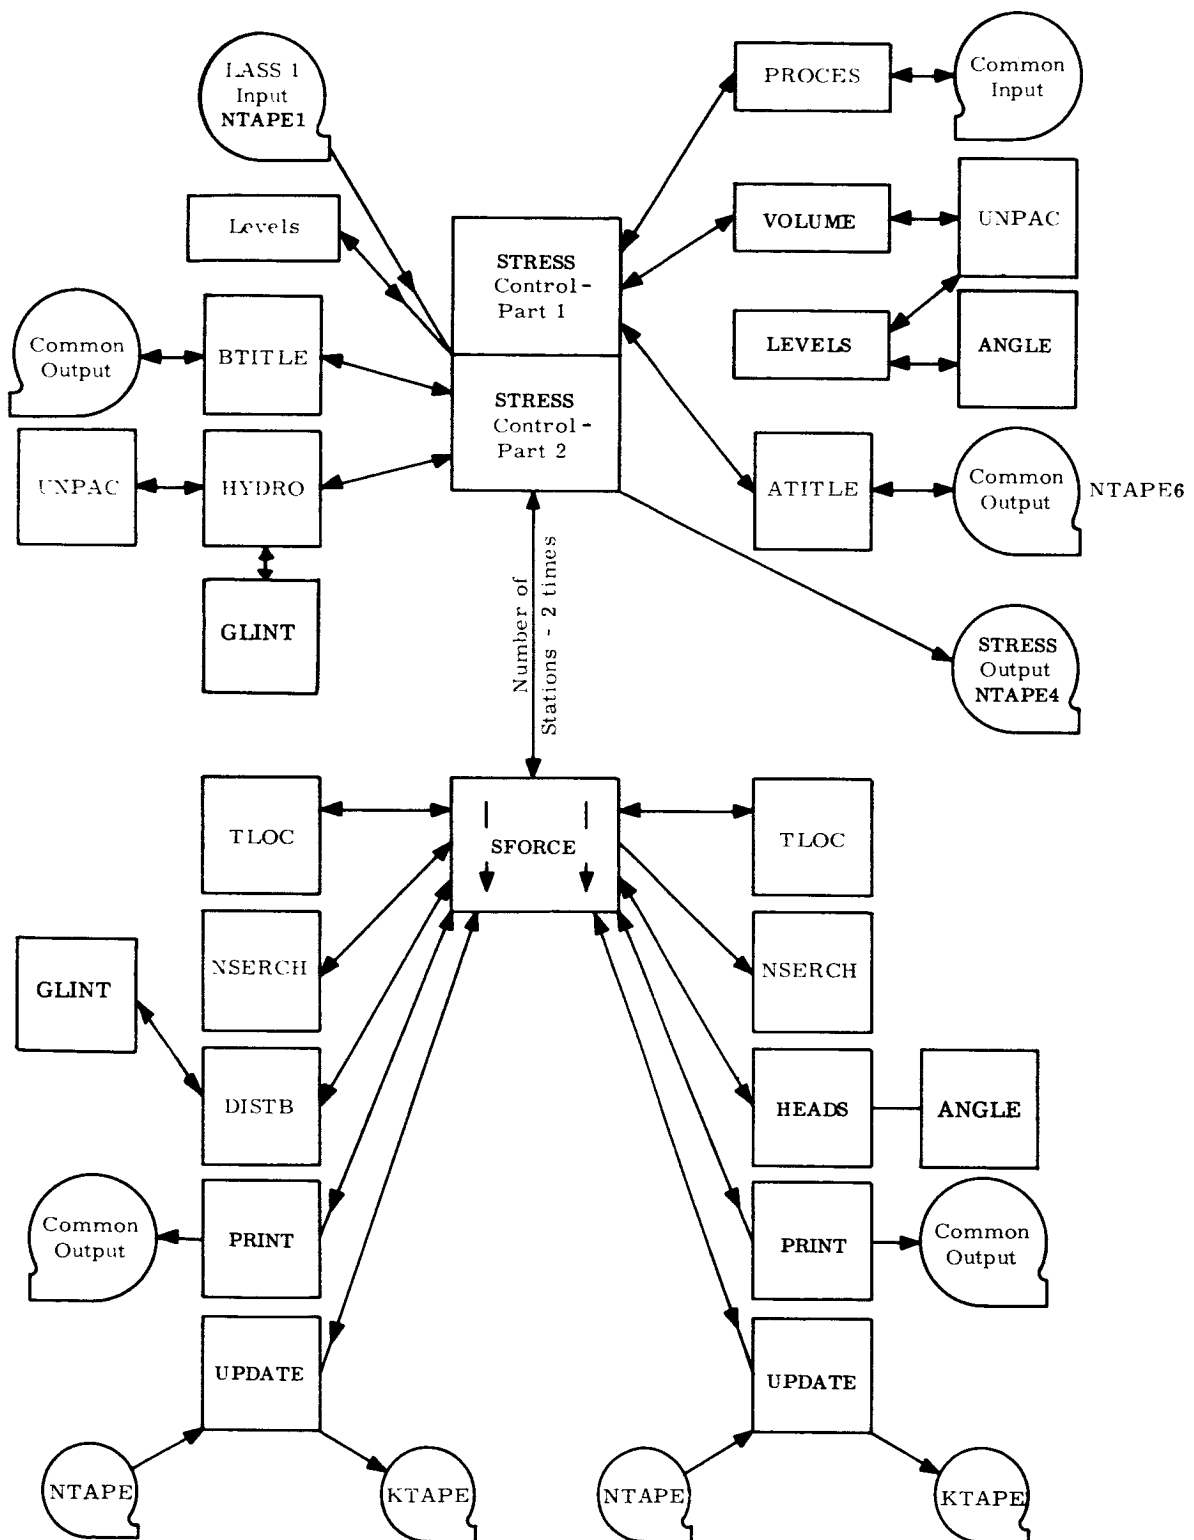 LASS 1
Input
NTAPE1
PROCES
Common
Input
Levels
VOLUME
UNPAC
STRESS
Control -
Part 1
LEVELS
ANGLE
Common
Output
BTITLE
STRESS
Control -
Part 2
UNPAC
HYDRO
ATITLE
Common
Output
NTAPE6
GLINT
Number of
Stations - 2 times
STRESS
Output
NTAPE4
TLOC
SFORCE
TLOC
NSERCH
NSERCH
GLINT
DISTB
HEADS
ANGLE
Common
Output
PRINT
PRINT
Common
Output
UPDATE
UPDATE
NTAPE
KTAPE
NTAPE
KTAPE